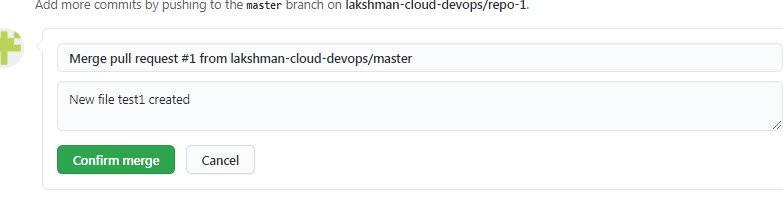 Add more commits by pushing to the master branch on lakshman-cloud-devops/repo-1.
Merge pull request #1 from lakshman-cloud-devops/master
New file test1 created
Confirm merge
Cancel